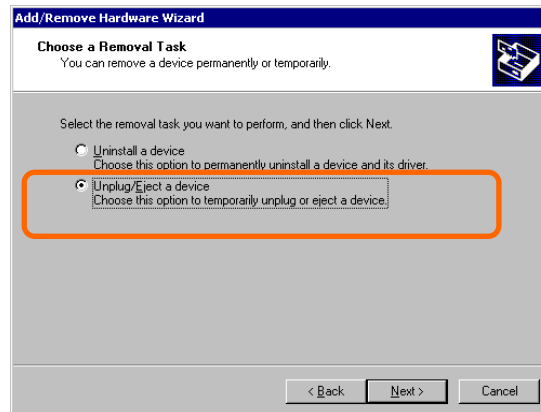 Add/Remove Hardware Wizard
Choose a Removal Task
You can remove a device permanently or temporarily.
Select the removal task you want to perform, and then click Next.
Uninstall a device
Choose this option to permanently uninstall a device and its driver.
Unplug/Eject a device
Choose this option to temporarily unplug or eject a device.
< Back Next > Cancel